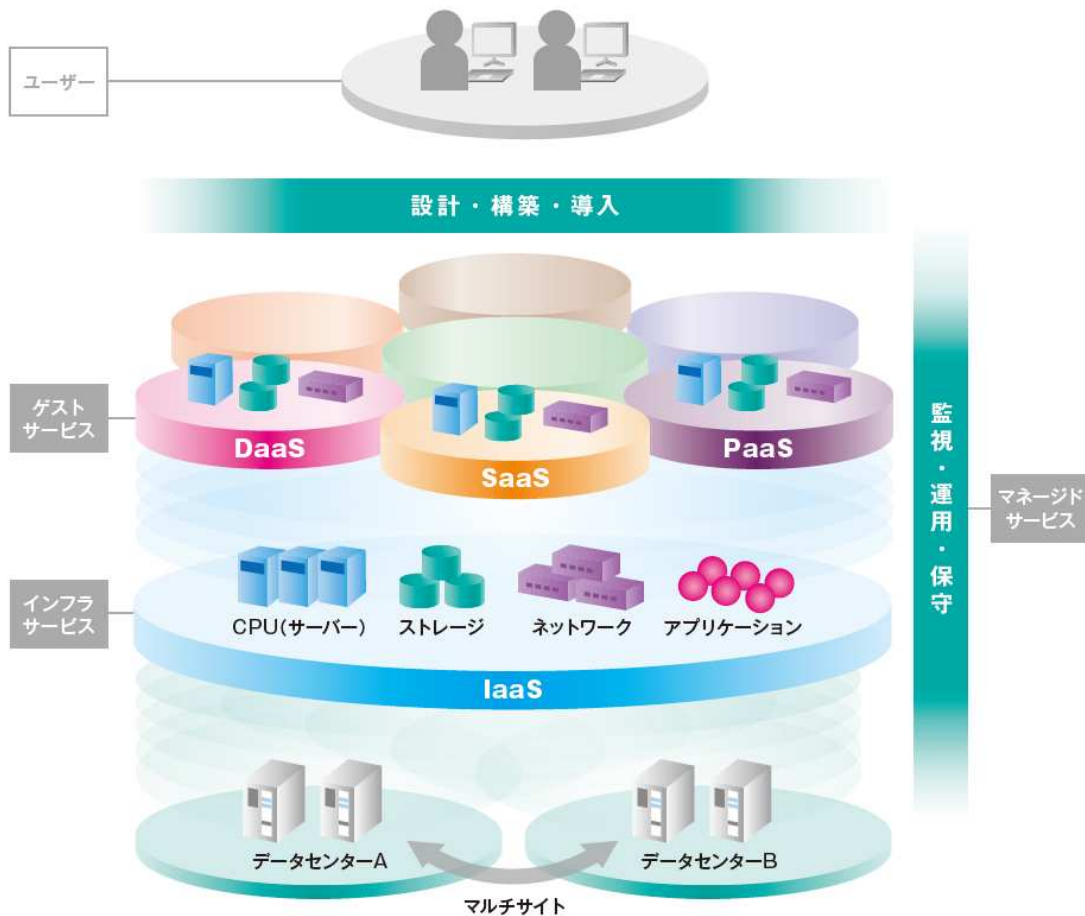 ユーザー
設計・構築・導入
ゲスト
サービス
DaaS
SaaS
PaaS
監視・運用・保守
マネージド
サービス
インフラ
サービス
CPU(サーバー)
ストレージ
ネットワーク
アプリケーション
IaaS
データセンターA
データセンターB
マルチサイト